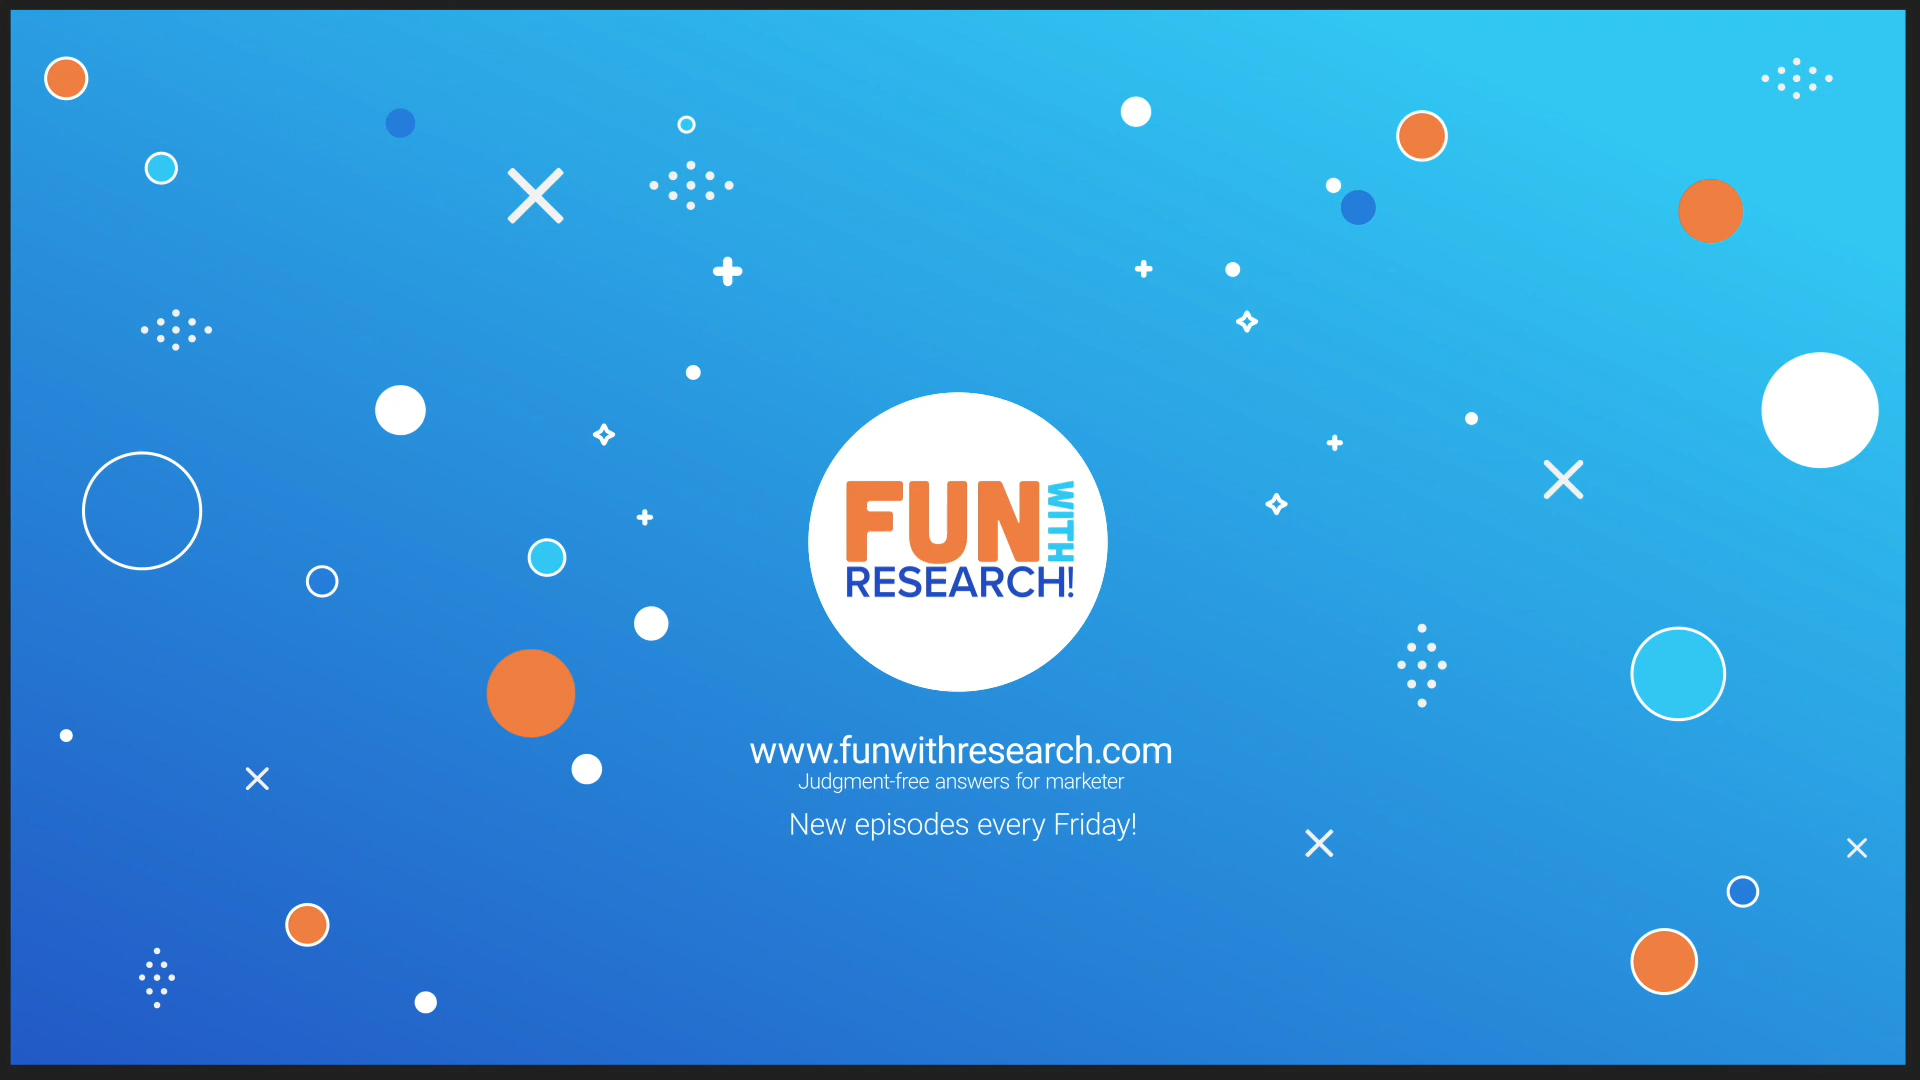 FUN WITH
RESEARCH!
www.funwithresearch.com
Judgment-free answers for marketer
New episodes every Friday!